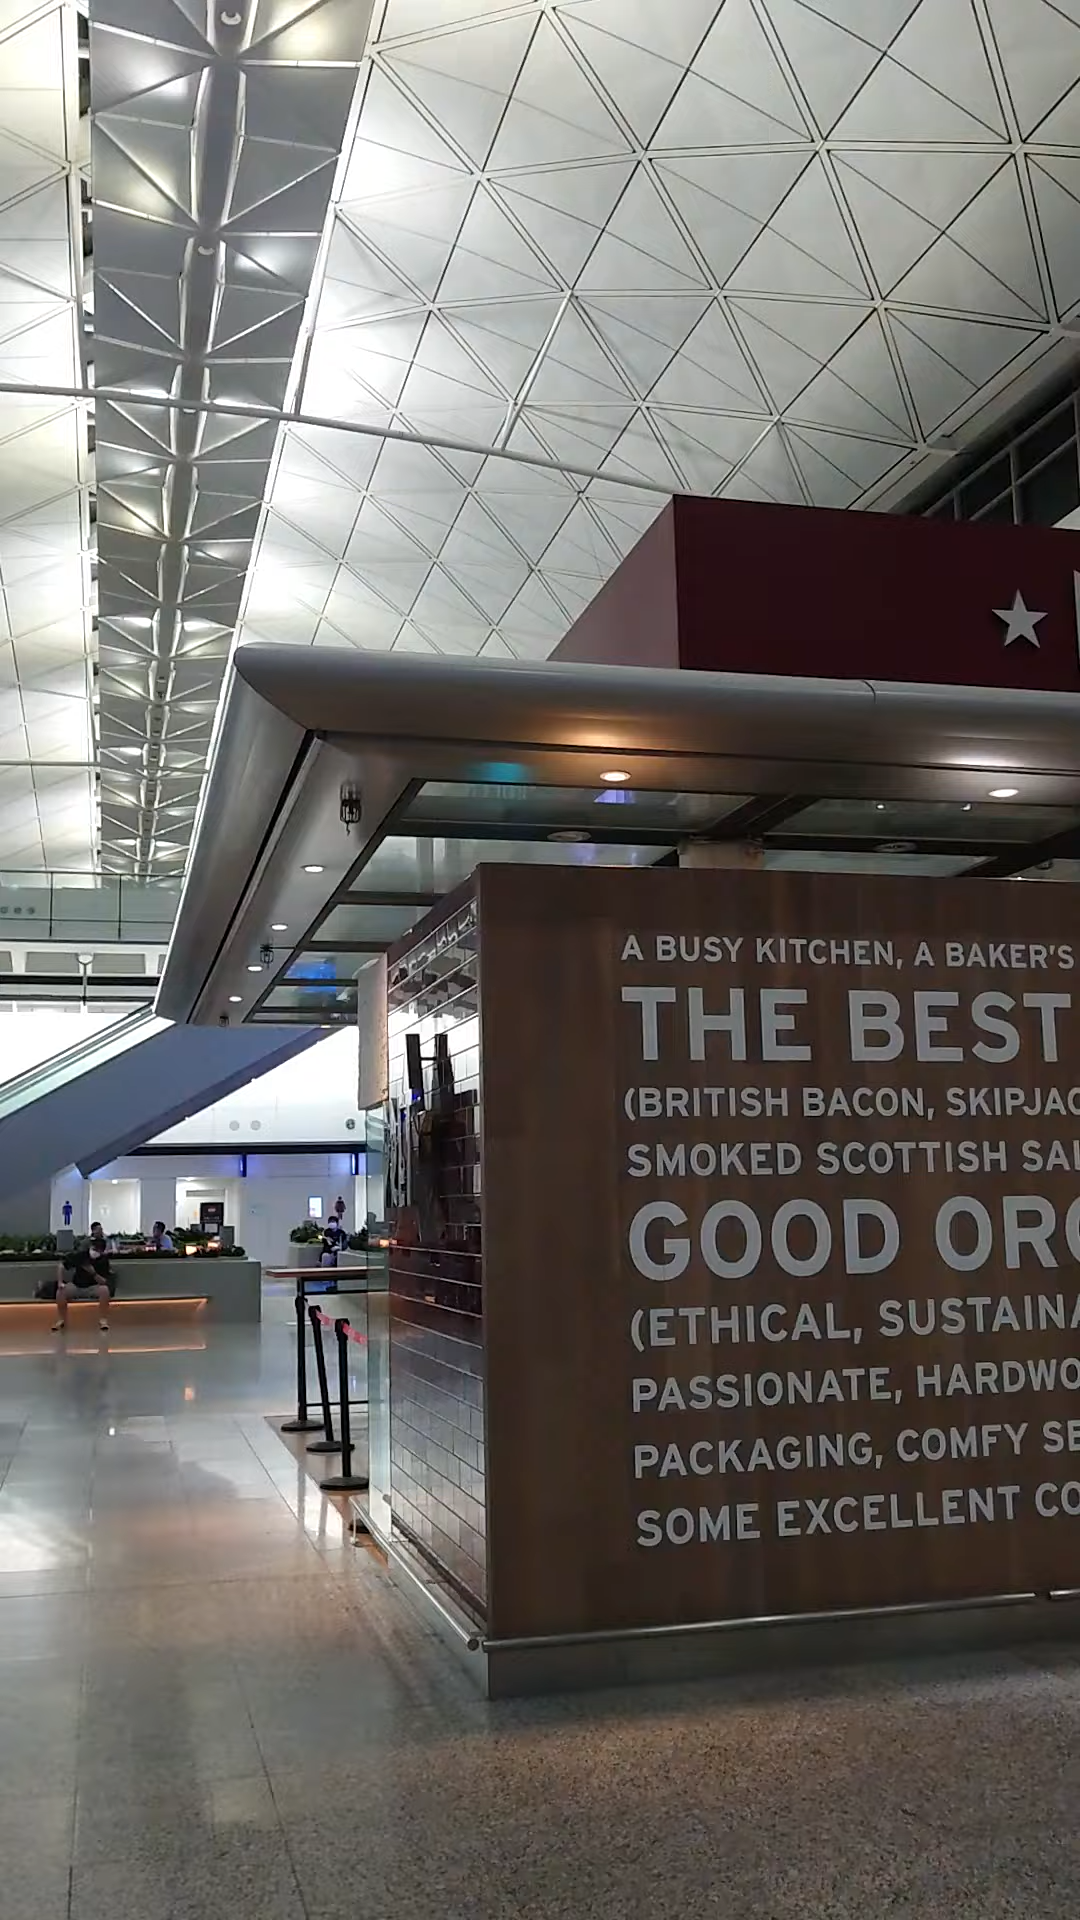 A BUSY KITCHEN, A BAKER'S
THE BEST
(BRITISH BACON, SKIPJAC
SMOKED SCOTTISH SAL
GOOD ORG
(ETHICAL, SUSTAINA
PASSIONATE, HARDWO
PACKAGING, COMFY SE
SOME EXCELLENT CO